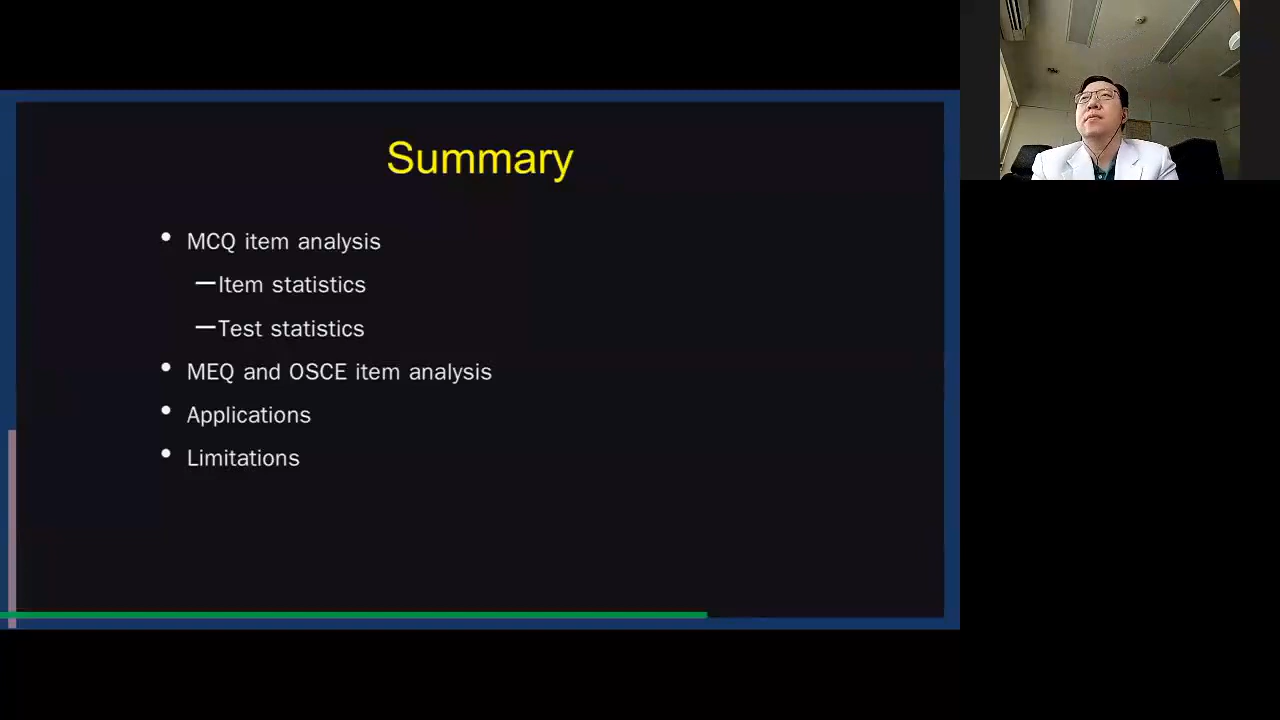 Summary
• MCQ item analysis
—Item statistics
—Test statistics
• MEQ and OSCE item analysis
• Applications
• Limitations